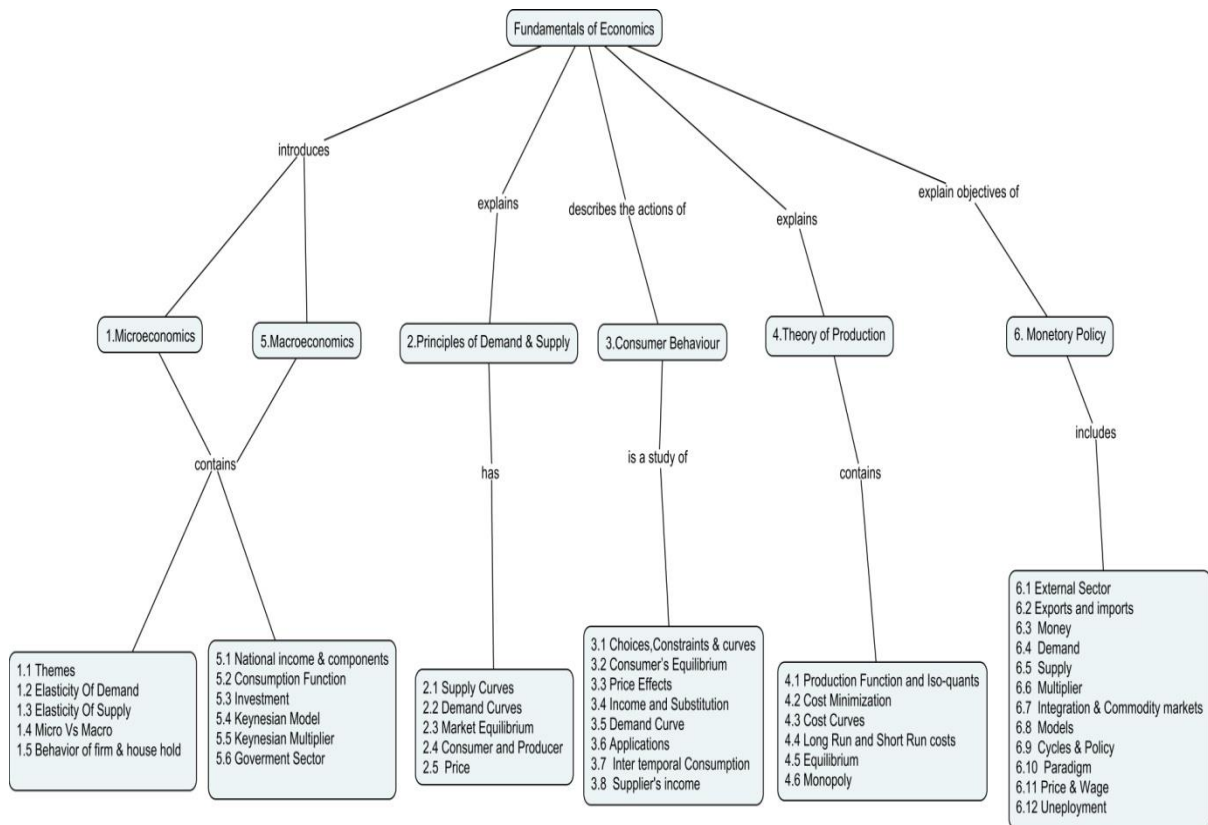 Fundamentals of Economics
introduces
explains
describes the actions of
explains
explain objectives of
1.Microeconomics
5.Macroeconomics
2.Principles of Demand & Supply
3.Consumer Behaviour
4.Theory of Production
6. Monetory Policy
contains
has
is a study of
contains
includes
1.1 Themes
1.2 Elasticity Of Demand
1.3 Elasticity Of Supply
1.4 Micro Vs Macro
1.5 Behavior of firm & house hold
5.1 National income & components
5.2 Consumption Function
5.3 Investment
5.4 Keynesian Model
5.5 Keynesian Multiplier
5.6 Goverment Sector
2.1 Supply Curves
2.2 Demand Curves
2.3 Market Equilibrium
2.4 Consumer and Producer
2.5 Price
3.1 Choices,Constraints & curves
3.2 Consumer's Equilibrium
3.3 Price Effects
3.4 Income and Substitution
3.5 Demand Curve
3.6 Applications
3.7 Inter temporal Consumption
3.8 Supplier's income
4.1 Production Function and Iso-quants
4.2 Cost Minimization
4.3 Cost Curves
4.4 Long Run and Short Run costs
4.5 Equilibrium
4.6 Monopoly
6.1 External Sector
6.2 Exports and imports
6.3 Money
6.4 Demand
6.5 Supply
6.6 Multiplier
6.7 Integration & Commodity markets
6.8 Models
6.9 Cycles & Policy
6.10 Paradigm
6.11 Price & Wage
6.12 Uneployment